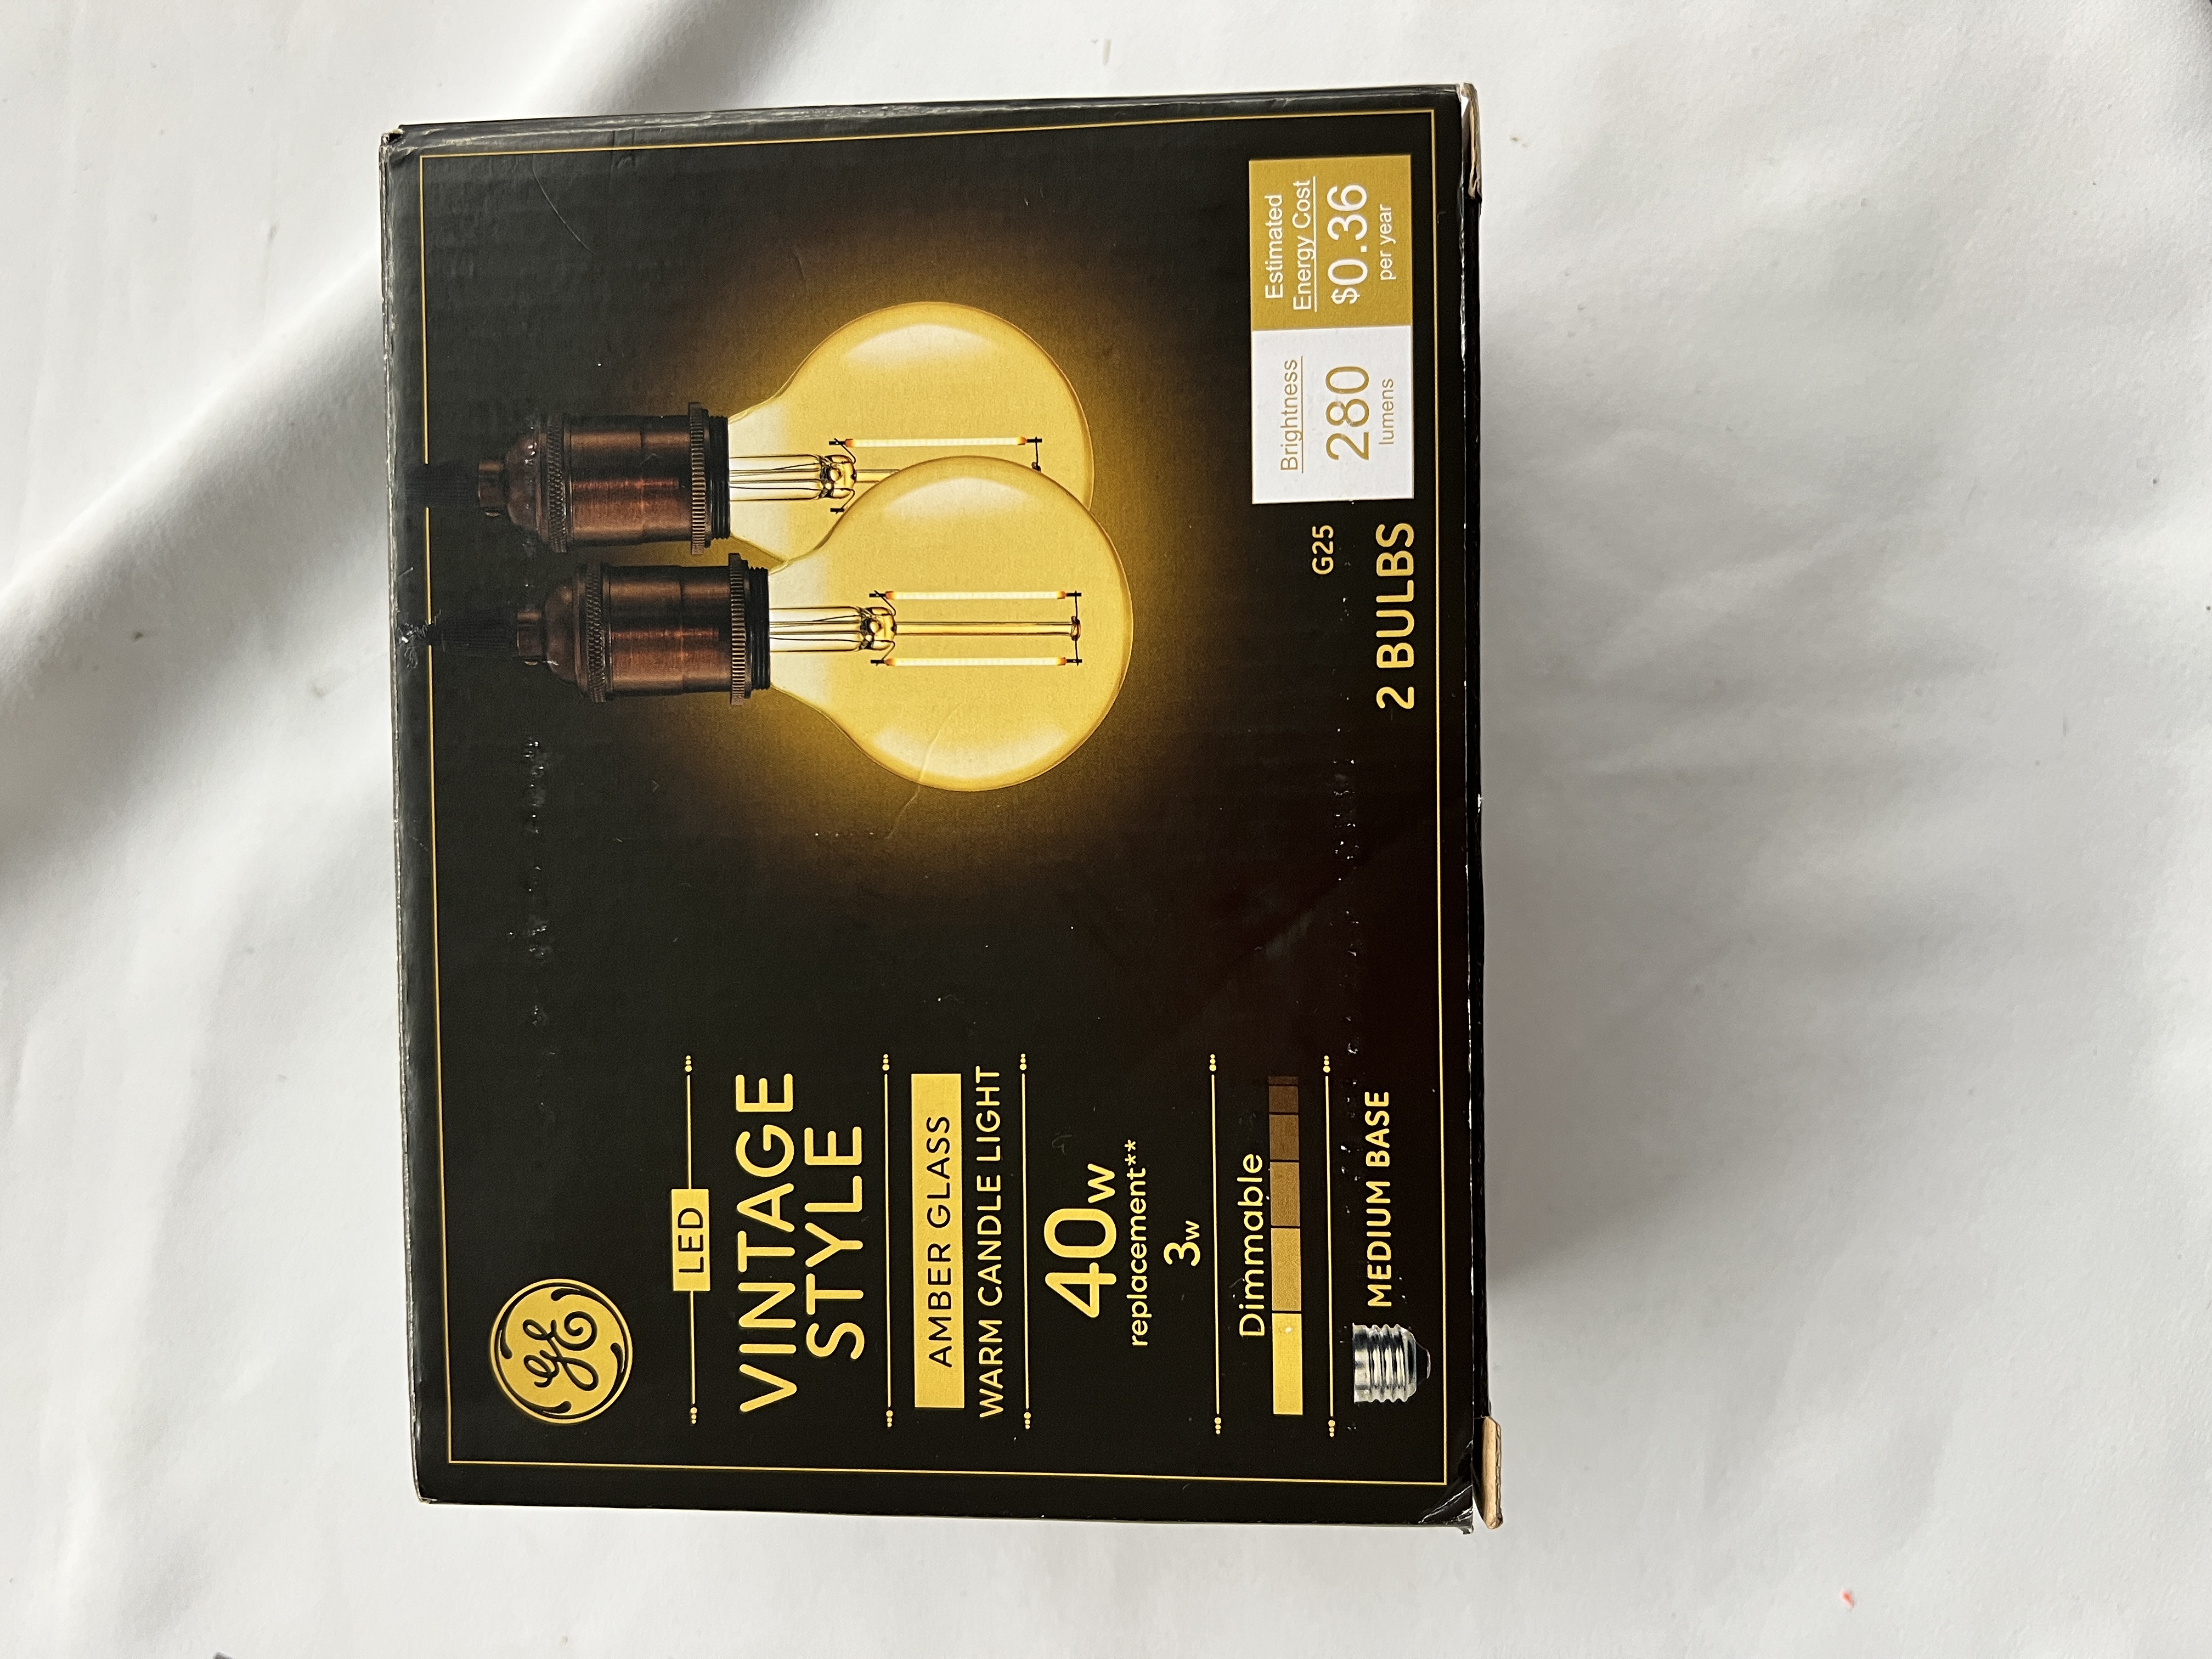 GE
LED
VINTAGE
STYLE
AMBER GLASS
WARM CANDLE LIGHT
40w
replacement**
3w
Dimmable
MEDIUM BASE
G25
2 BULBS
Brightness
280
lumens
Estimated
Energy Cost
$0.36
per year